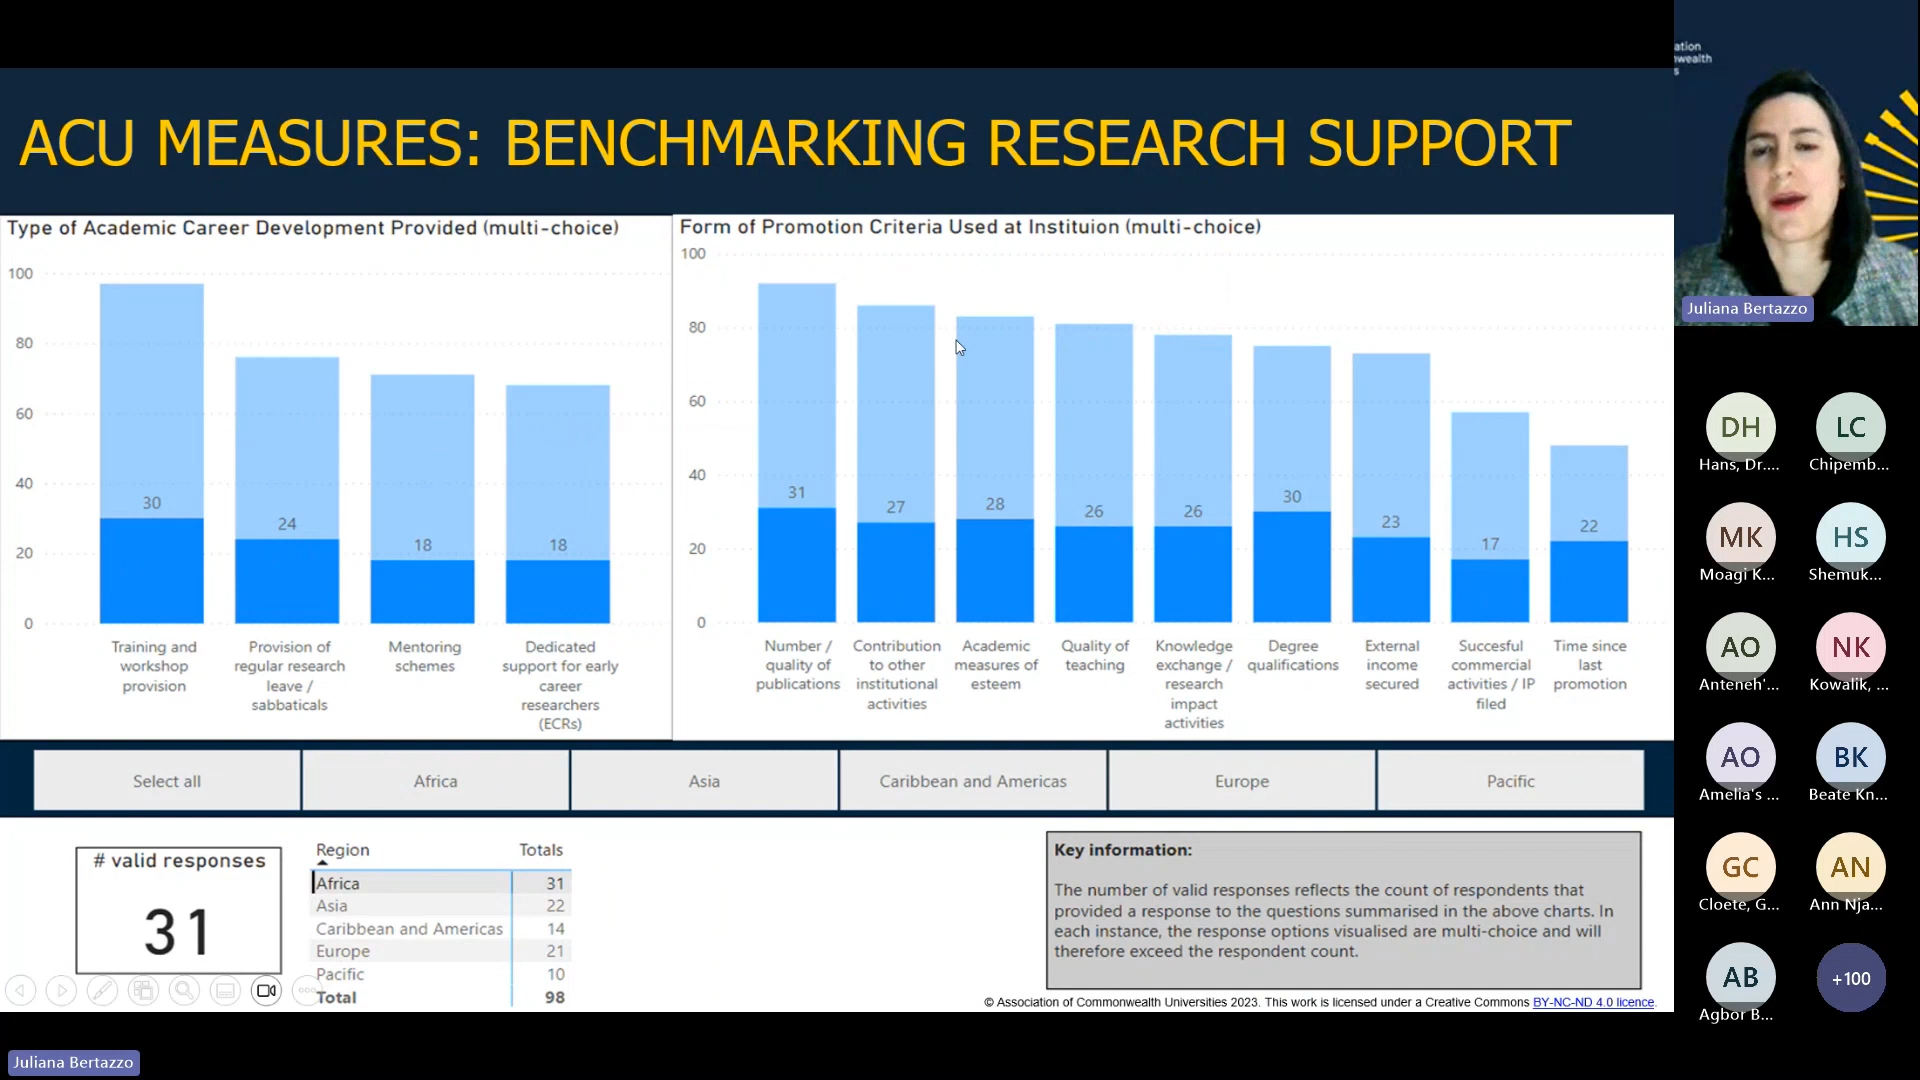 ACU MEASURES: BENCHMARKING RESEARCH SUPPORT
Type of Academic Career Development Provided (multi-choice)
100
80
60
40
20
0
30
24
18
18
Training and
workshop
provision
Provision of
regular research
leave /
sabbaticals
Mentoring
schemes
Dedicated
support for early
career
researchers
(ECRs)
Form of Promotion Criteria Used at Instituion (multi-choice)
100
80
60
40
20
0
31
27
28
26
26
30
23
17
22
Number /
quality of
publications
Contribution
to other
institutional
activities
Academic
measures of
esteem
Quality of
teaching
Knowledge
exchange /
research
impact
activities
Degree
qualifications
External
income
secured
Succesful
commercial
activities / IP
filed
Time since
last
promotion
Select all
Africa
Asia
Caribbean and Americas
Europe
Pacific
# valid responses
31
Region Totals
Africa 31
Asia 22
Caribbean and Americas 14
Europe 21
Pacific 10
Total 98
Key information:
The number of valid responses reflects the count of respondents that
provided a response to the questions summarised in the above charts. In
each instance, the response options visualised are multi-choice and will
therefore exceed the respondent count.
© Association of Commonwealth Universities 2023. This work is licensed under a Creative Commons BY-NC-ND 4.0 licence.
Juliana Bertazzo
ation
wealth
s
Juliana Bertazzo
DH
Hans, Dr....
LC
Chipemb...
MK
Moagi K...
HS
Shemuk...
AO
Anteneh'...
NK
Kowalik, ...
AO
Amelia's ...
BK
Beate Kn...
GC
Cloete, G...
AN
Ann Nja...
AB
Agbor B...
+100